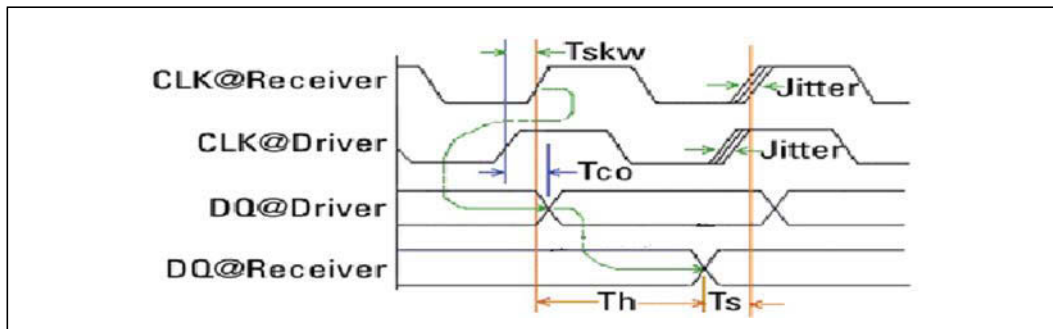 Tskw
CLK@Receiver
Jitter
CLK@Driver
Jitter
Tco
DQ@Driver
DQ@Receiver
Th
Ts